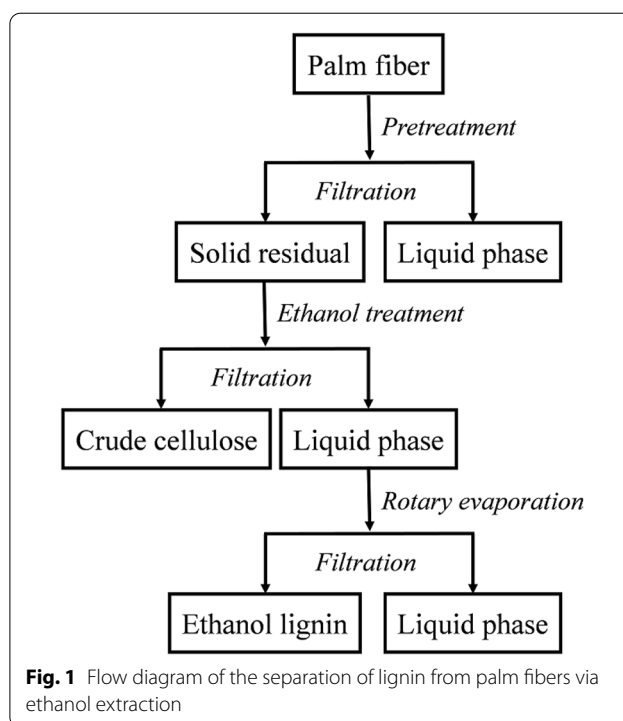 Palm fiber
Pretreatment
Filtration
Solid residual
Liquid phase
Ethanol treatment
Filtration
Crude cellulose
Liquid phase
Rotary evaporation
Filtration
Ethanol lignin
Liquid phase
Fig. 1 Flow diagram of the separation of lignin from palm fibers via
ethanol extraction